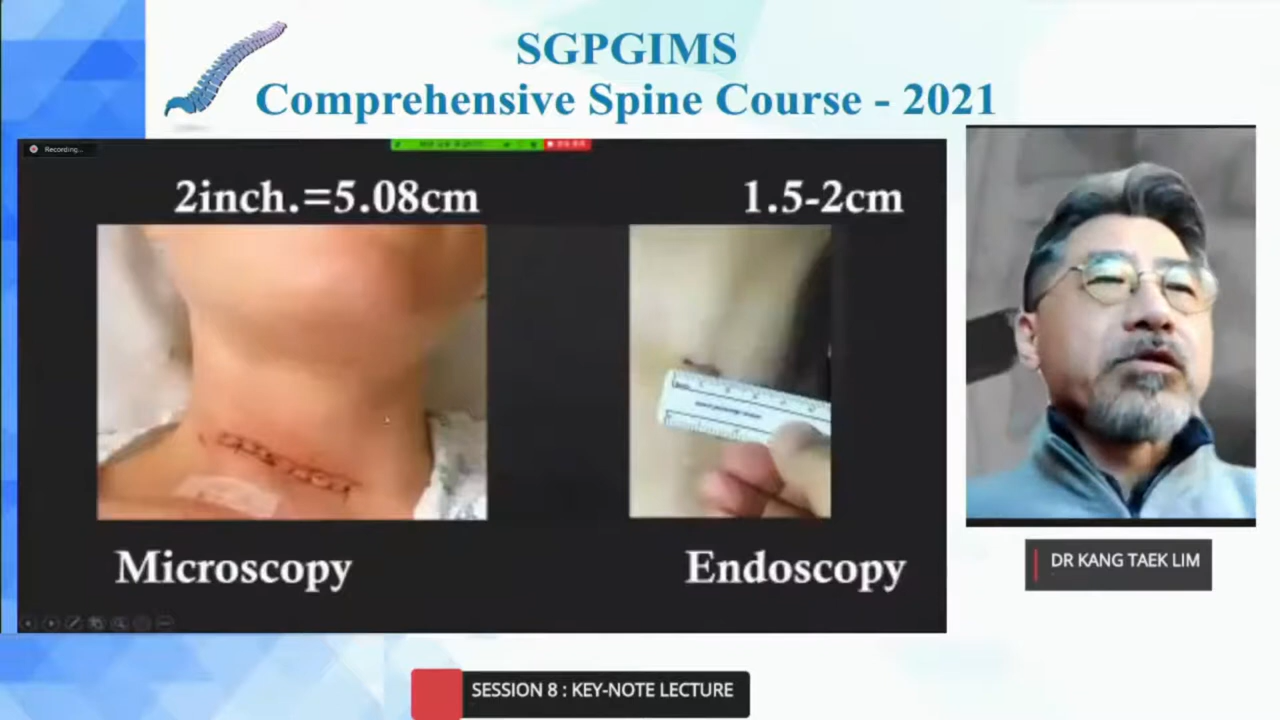 SGPGIMS
Comprehensive Spine Course - 2021
Recording...
2inch.=5.08cm
1.5-2cm
Microscopy
Endoscopy
DR KANG TAEK LIM
SESSION 8 : KEY-NOTE LECTURE